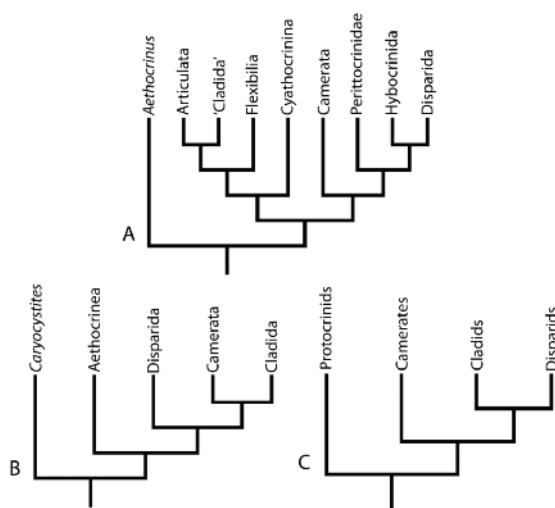 Aethocrinus
Articulata
'Cladida'
Flexibilia
Cyathocrinina
Camerata
Perittocrinidae
Hybocrinida
Disparida
A
Caryocystites
Aethocrinea
Disparida
Camerata
Cladida
B
Protocrinids
Camerates
Cladids
Disparids
C